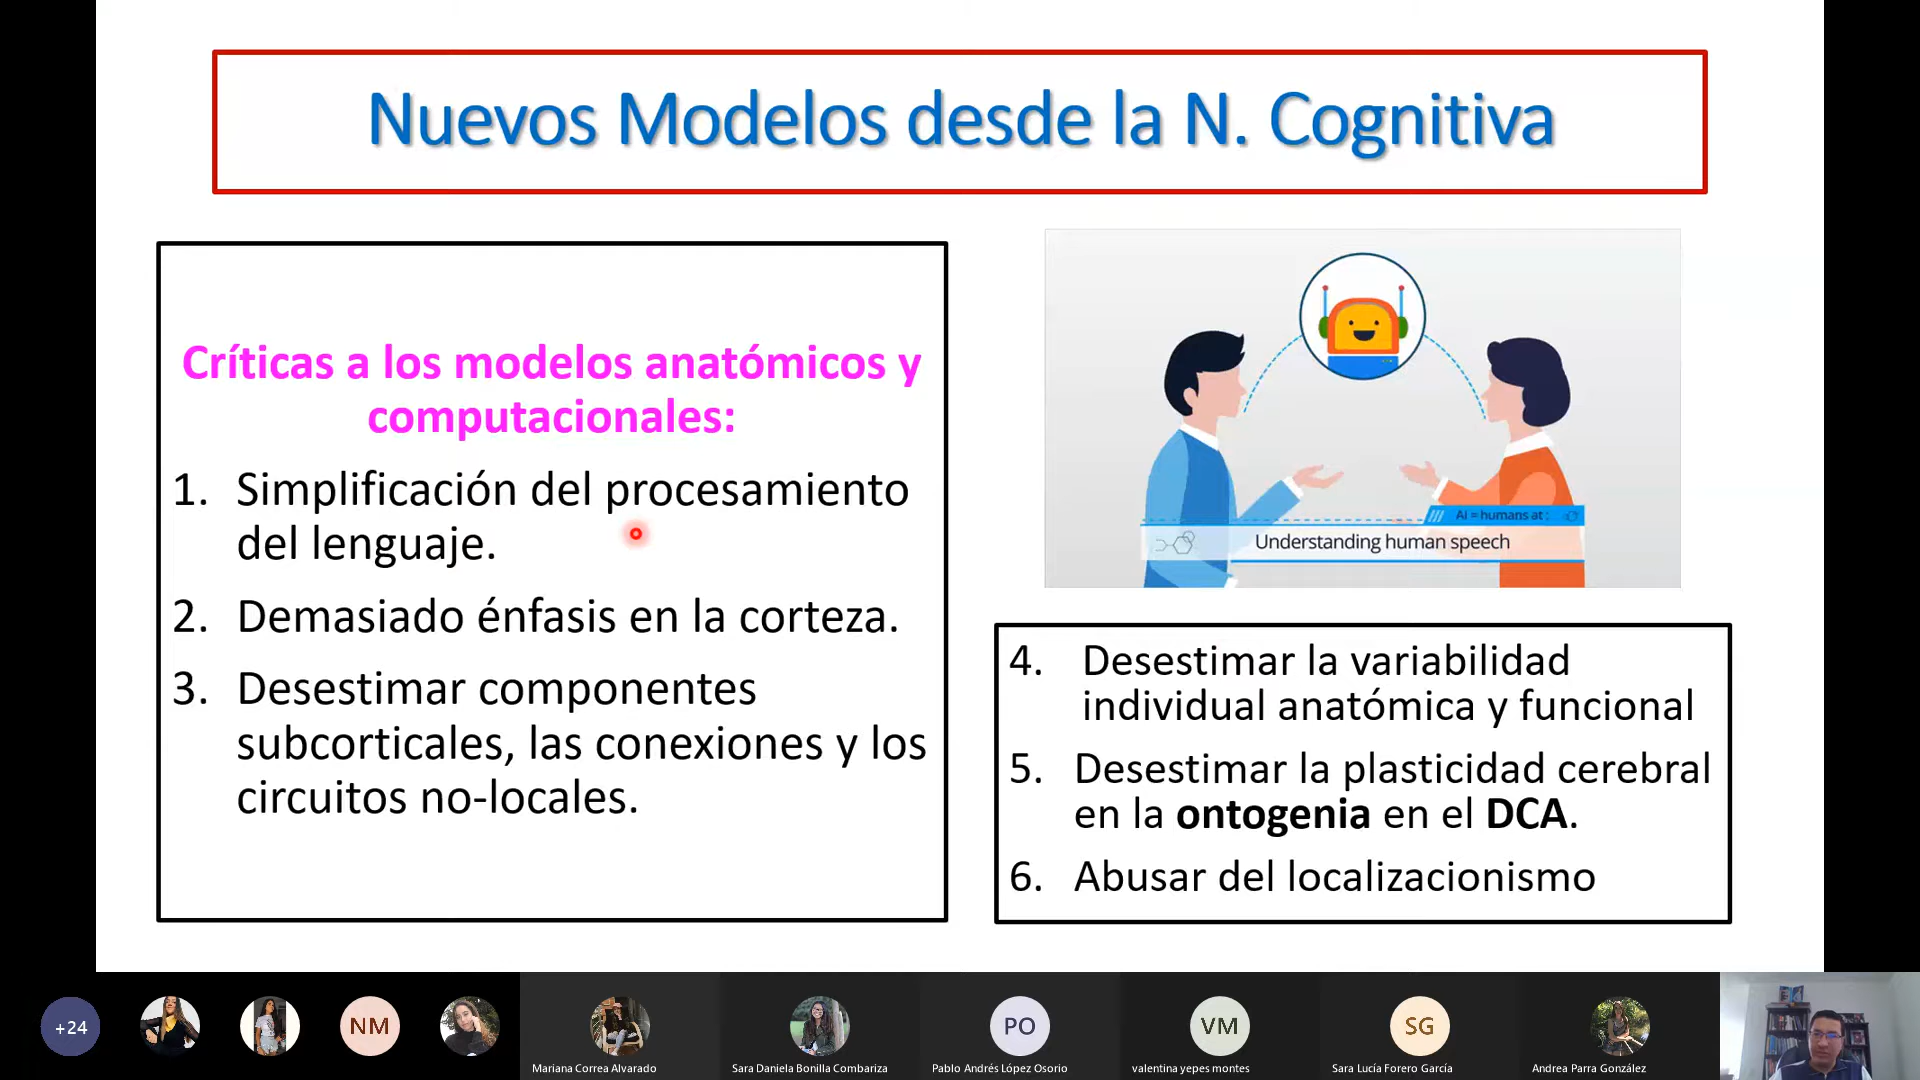 Nuevos Modelos desde la N. Cognitiva
Críticas a los modelos anatómicos y
computacionales:
1. Simplificación del procesamiento
del lenguaje.
2. Demasiado énfasis en la corteza.
3. Desestimar componentes
subcorticales, las conexiones y los
circuitos no-locales.
AI = humans at :
Understanding human speech
4. Desestimar la variabilidad
individual anatómica y funcional
5. Desestimar la plasticidad cerebral
en la ontogenia en el DCA.
6. Abusar del localizacionismo
+24
NM
PO
VM
SG
Mariana Correa Alvarado
Sara Daniela Bonilla Combariza
Pablo Andrés López Osorio
valentina yepes montes
Sara Lucía Forero García
Andrea Parra González